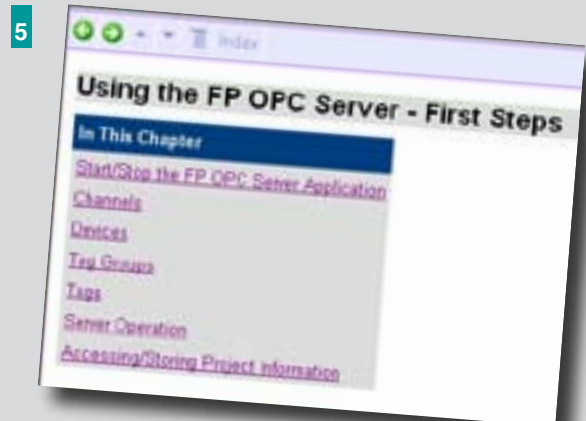 5
Index
Using the FP OPC Server - First Steps
In This Chapter
Start/Stop the FP OPC Server Application
Channels
Devices
Tag Groups
Tags
Server Operation
Accessing/Storing Project Information